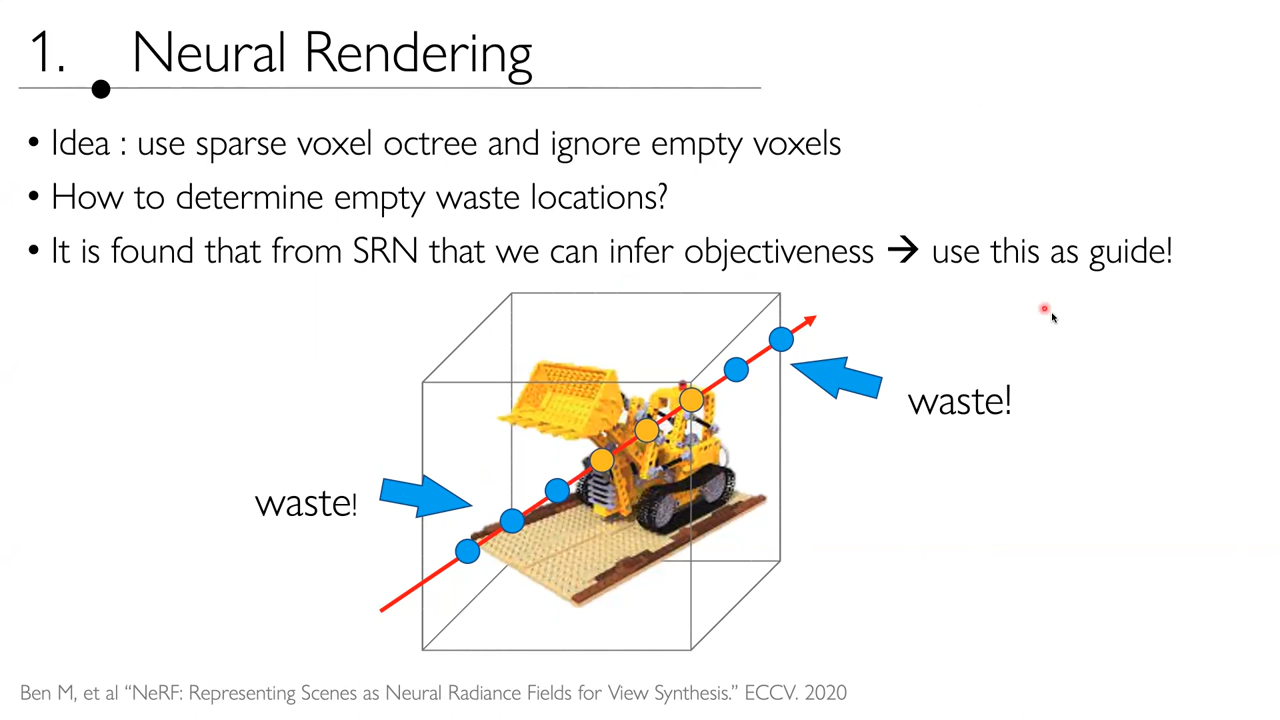 1. Neural Rendering
• Idea : use sparse voxel octree and ignore empty voxels
• How to determine empty waste locations?
• It is found that from SRN that we can infer objectiveness → use this as guide!
waste!
waste!
Ben M, et al “NeRF: Representing Scenes as Neural Radiance Fields for View Synthesis.” ECCV. 2020